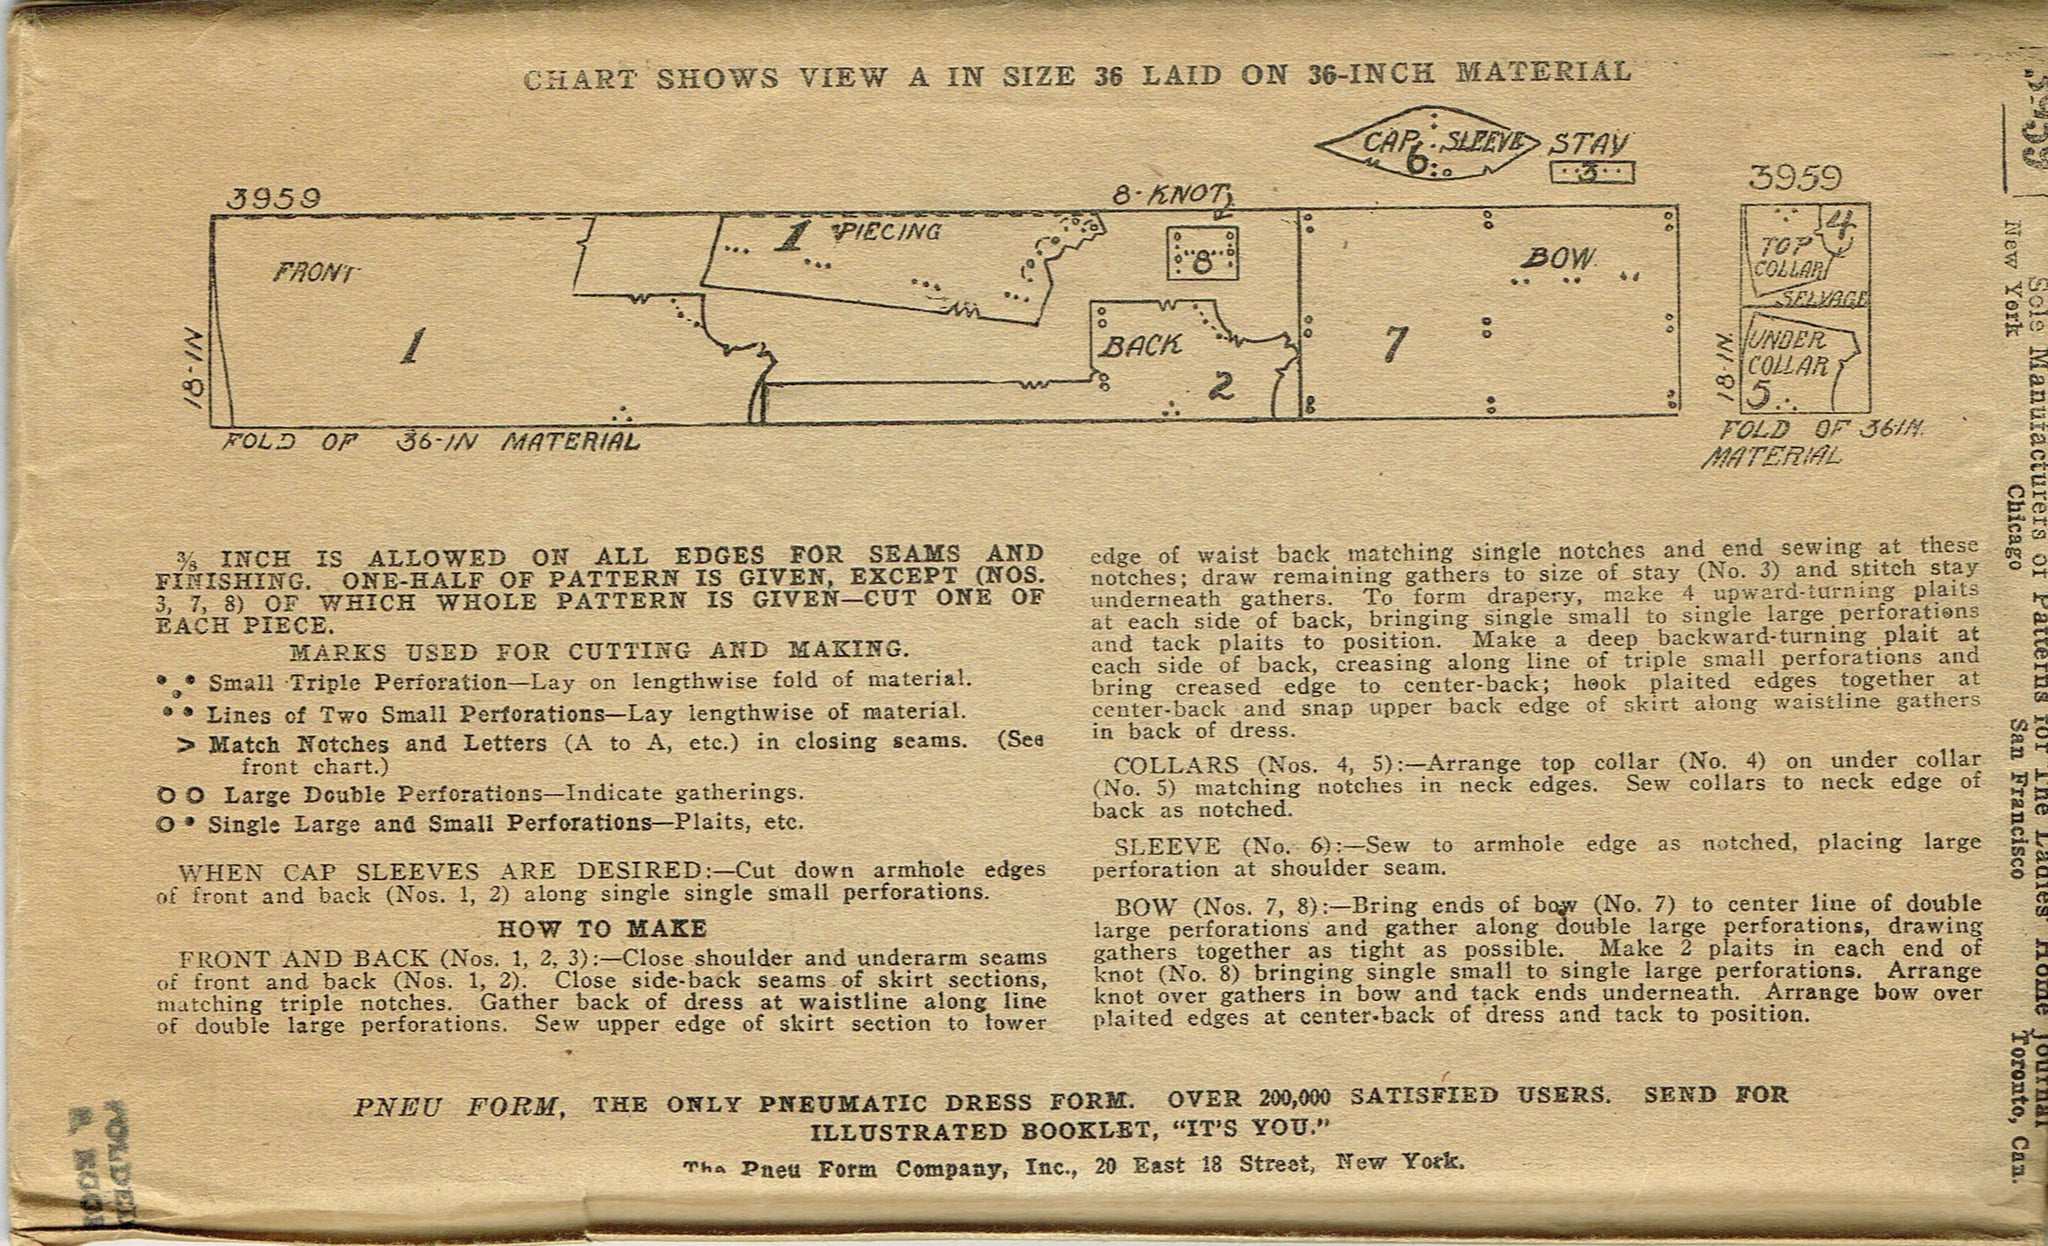 CHART SHOWS VIEW A IN SIZE 36 LAID ON 36-INCH MATERIAL
CAP SLEEVE
6
STAY
3
3959
8-KNOT
3959
FRONT
1
1 PIECING
8
BOW
7
BACK
2
18-IN
FOLD OF 36-IN MATERIAL
4
TOP
COLLAR
SELVAGE
UNDER
COLLAR
5
18-IN.
FOLD OF 36 IN.
MATERIAL
⅜ INCH IS ALLOWED ON ALL EDGES FOR SEAMS AND
FINISHING. ONE-HALF OF PATTERN IS GIVEN, EXCEPT (NOS.
3, 7, 8) OF WHICH WHOLE PATTERN IS GIVEN—CUT ONE OF
EACH PIECE.
MARKS USED FOR CUTTING AND MAKING.
Small Triple Perforation—Lay on lengthwise fold of material.
Lines of Two Small Perforations—Lay lengthwise of material.
> Match Notches and Letters (A to A, etc.) in closing seams. (See
front chart.)
O O Large Double Perforations—Indicate gatherings.
O • Single Large and Small Perforations—Plaits, etc.
WHEN CAP SLEEVES ARE DESIRED:—Cut down armhole edges
of front and back (Nos. 1, 2) along single single small perforations.
HOW TO MAKE
FRONT AND BACK (Nos. 1, 2, 3):—Close shoulder and underarm seams
of front and back (Nos. 1, 2). Close side-back seams of skirt sections,
matching triple notches. Gather back of dress at waistline along line
of double large perforations. Sew upper edge of skirt section to lower
edge of waist back matching single notches and end sewing at these
notches; draw remaining gathers to size of stay (No. 3) and stitch stay
underneath gathers. To form drapery, make 4 upward-turning plaits
at each side of back, bringing single small to single large perforations
and tack plaits to position. Make a deep backward-turning plait at
each side of back, creasing along line of triple small perforations and
bring creased edge to center-back; hook plaited edges together at
center-back and snap upper back edge of skirt along waistline gathers
in back of dress.
COLLARS (Nos. 4, 5):—Arrange top collar (No. 4) on under collar
(No. 5) matching notches in neck edges. Sew collars to neck edge of
back as notched.
SLEEVE (No. 6):—Sew to armhole edge as notched, placing large
perforation at shoulder seam.
BOW (Nos. 7, 8):—Bring ends of bow (No. 7) to center line of double
large perforations and gather along double large perforations, drawing
gathers together as tight as possible. Make 2 plaits in each end of
knot (No. 8) bringing single small to single large perforations. Arrange
knot over gathers in bow and tack ends underneath. Arrange bow over
plaited edges at center-back of dress and tack to position.
PNEU FORM, THE ONLY PNEUMATIC DRESS FORM. OVER 200,000 SATISFIED USERS. SEND FOR
ILLUSTRATED BOOKLET, "IT'S YOU."
The Pneu Form Company, Inc., 20 East 18 Street, New York.
3959
Sole Manufacturers of Patterns for The Ladies' Home Journal
New York Chicago San Francisco Toronto, Can.